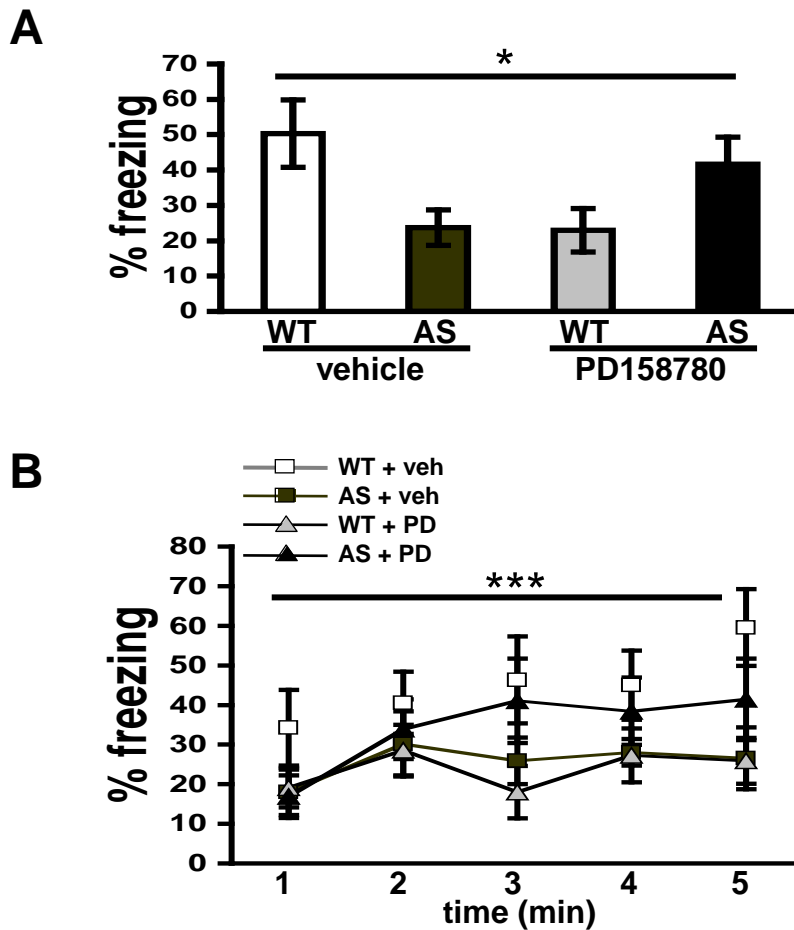 A
% freezing
70
60
50
40
30
20
10
0
*
WT AS WT AS
vehicle PD158780
B
WT + veh
AS + veh
WT + PD
AS + PD
% freezing
80
70
60
50
40
30
20
10
0
***
1 2 3 4 5
time (min)